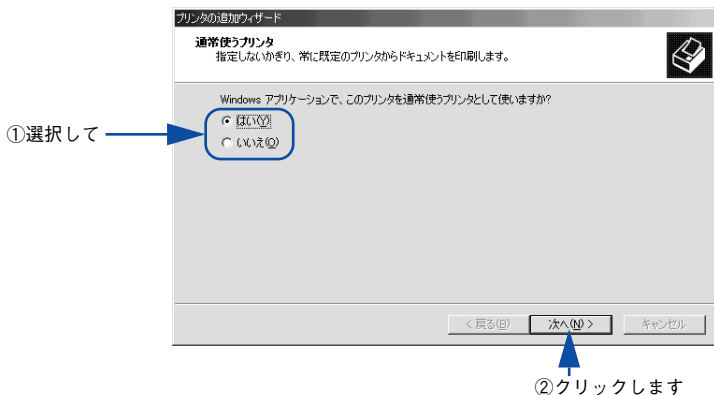 プリンタの追加ウィザード
通常使うプリンタ
指定しないかぎり、常に既定のプリンタからドキュメントを印刷します。
Windows アプリケーションで、このプリンタを通常使うプリンタとして使いますか?
①選択して
はい(Y)
いいえ(O)
< 戻る(B)
次へ(N) >
キャンセル
②クリックします